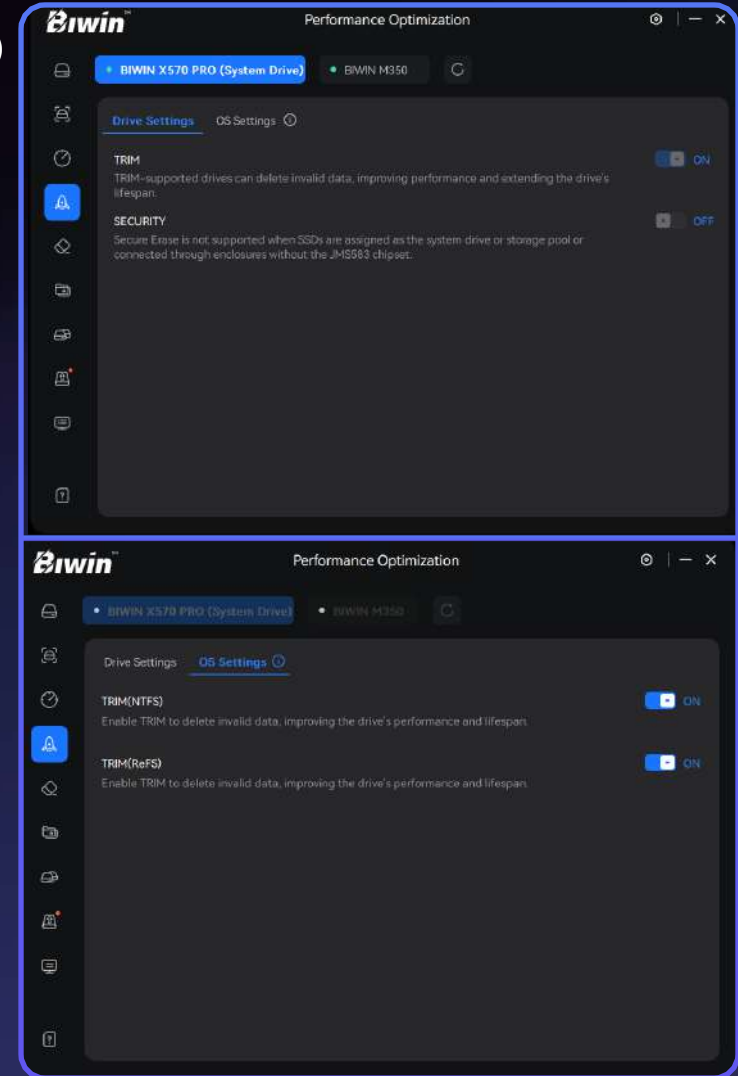 Biwin™
Performance Optimization
BIWIN X570 PRO (System Drive)
BIWIN M350
Drive Settings
OS Settings
TRIM
ON
TRIM-supported drives can delete invalid data, improving performance and extending the drive's
lifespan.
SECURITY
OFF
Secure Erase is not supported when SSDs are assigned as the system drive or storage pool or
connected through enclosures without the JMS583 chipset.
Biwin™
Performance Optimization
BIWIN X570 PRO (System Drive)
BIWIN M350
Drive Settings
OS Settings
TRIM(NTFS)
ON
Enable TRIM to delete invalid data, improving the drive's performance and lifespan.
TRIM(ReFS)
ON
Enable TRIM to delete invalid data, improving the drive's performance and lifespan.